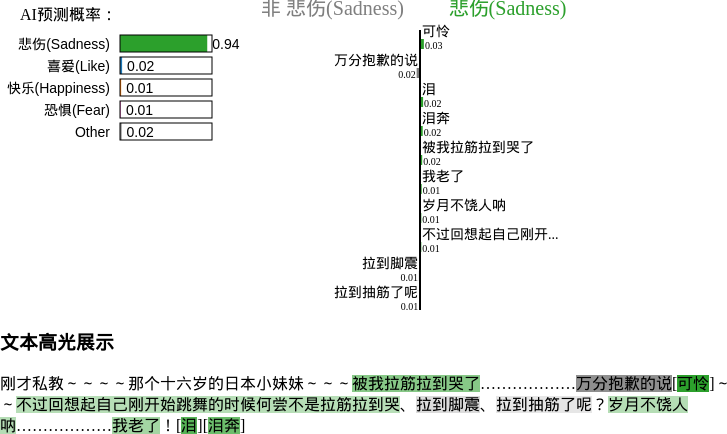 AI预测概率：
悲伤(Sadness) 0.94
喜爱(Like) 0.02
快乐(Happiness) 0.01
恐惧(Fear) 0.01
Other 0.02
非 悲伤(Sadness) 悲伤(Sadness)
可怜
0.03
万分抱歉的说
0.02
泪
0.02
泪奔
0.02
被我拉筋拉到哭了
0.02
我老了
0.01
岁月不饶人呐
0.01
不过回想起自己刚开...
0.01
拉到脚震
0.01
拉到抽筋了呢
0.01
文本高光展示
刚才私教～～～～那个十六岁的日本小妹妹～～～被我拉筋拉到哭了………………万分抱歉的说[可怜]～
～不过回想起自己刚开始跳舞的时候何尝不是拉筋拉到哭、拉到脚震、拉到抽筋了呢？岁月不饶人
呐………………我老了！[泪][泪奔]